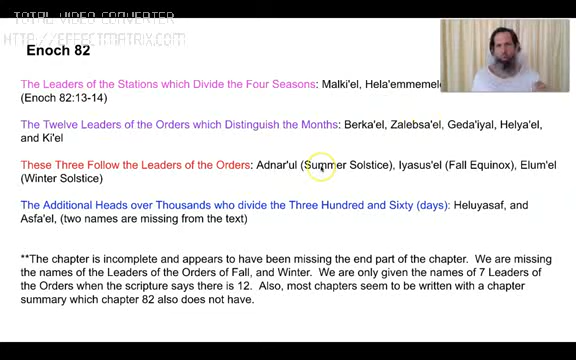 TOTAL VIDEO CONVERTER
HTTP://EFFECTMATRIX.COM
Enoch 82
The Leaders of the Stations which Divide the Four Seasons: Malki'el, Hela'emmemel
(Enoch 82:13-14)
The Twelve Leaders of the Orders which Distinguish the Months: Berka'el, Zalebsa'el, Geda'iyal, Helya'el,
and Ki'el
These Three Follow the Leaders of the Orders: Adnar'ul (Summer Solstice), Iyasus'el (Fall Equinox), Elum'el
(Winter Solstice)
The Additional Heads over Thousands who divide the Three Hundred and Sixty (days): Heluyasaf, and
Asfa'el, (two names are missing from the text)
**The chapter is incomplete and appears to have been missing the end part of the chapter. We are missing
the names of the Leaders of the Orders of Fall, and Winter. We are only given the names of 7 Leaders of
the Orders when the scripture says there is 12. Also, most chapters seem to be written with a chapter
summary which chapter 82 also does not have.